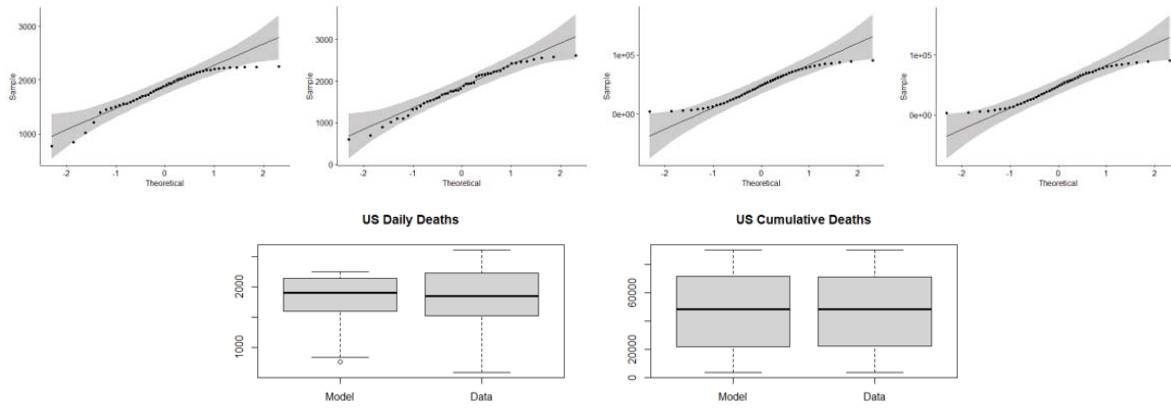 3000
2000
1000
Sample
-2 -1 0 1 2
Theoretical
3000
2000
1000
0
Sample
-2 -1 0 1 2
Theoretical
1e+05
0e+00
Sample
-2 -1 0 1 2
Theoretical
1e+05
0e+00
Sample
-2 -1 0 1 2
Theoretical
US Daily Deaths
2000
1000
Model Data
US Cumulative Deaths
60000
20000
0
Model Data